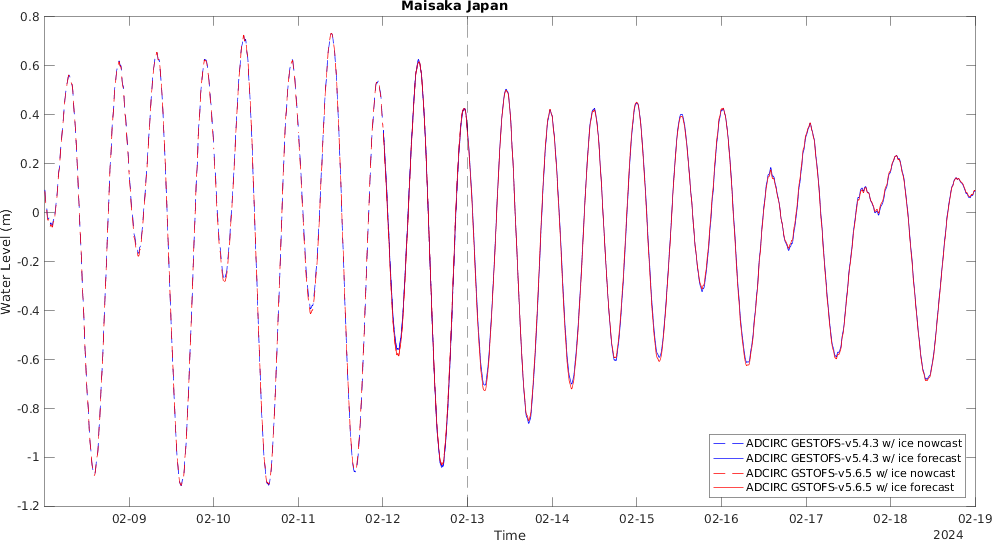 Maisaka Japan
0.8
0.6
0.4
0.2
0
-0.2
-0.4
-0.6
-0.8
-1
-1.2
Water Level (m)
ADCIRC GESTOFS-v5.4.3 w/ ice nowcast
ADCIRC GESTOFS-v5.4.3 w/ ice forecast
ADCIRC GSTOFS-v5.6.5 w/ ice nowcast
ADCIRC GSTOFS-v5.6.5 w/ ice forecast
02-09 02-10 02-11 02-12 02-13 02-14 02-15 02-16 02-17 02-18 02-19
Time
2024